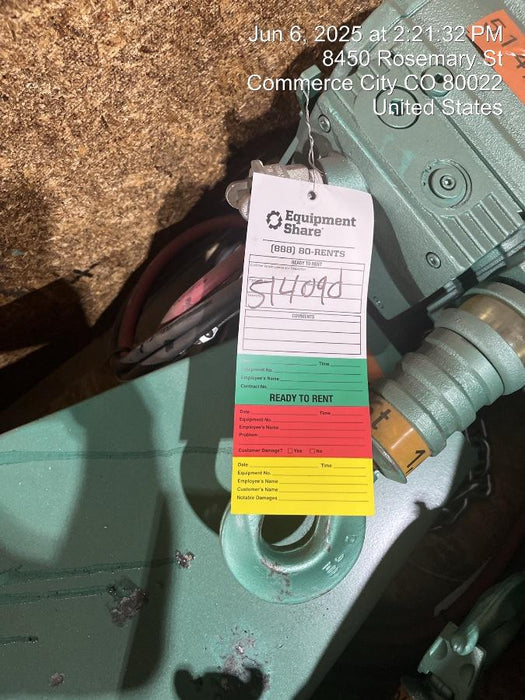 Jun 6, 2025 at 2:21:32 PM
8450 Rosemary St
Commerce City CO 80022
United States
514
Equipment
Share
(888) 80-RENTS
READY TO RENT
514090
COMMENTS
Time
Equipment No.
Employee's Name
Contract No.
READY TO RENT
Date Time
Equipment No.
Employee's Name
Problem
Customer Damage? Yes No
Date Time
Equipment No.
Employee's Name
Customer's Name
Notable Damages
t 1